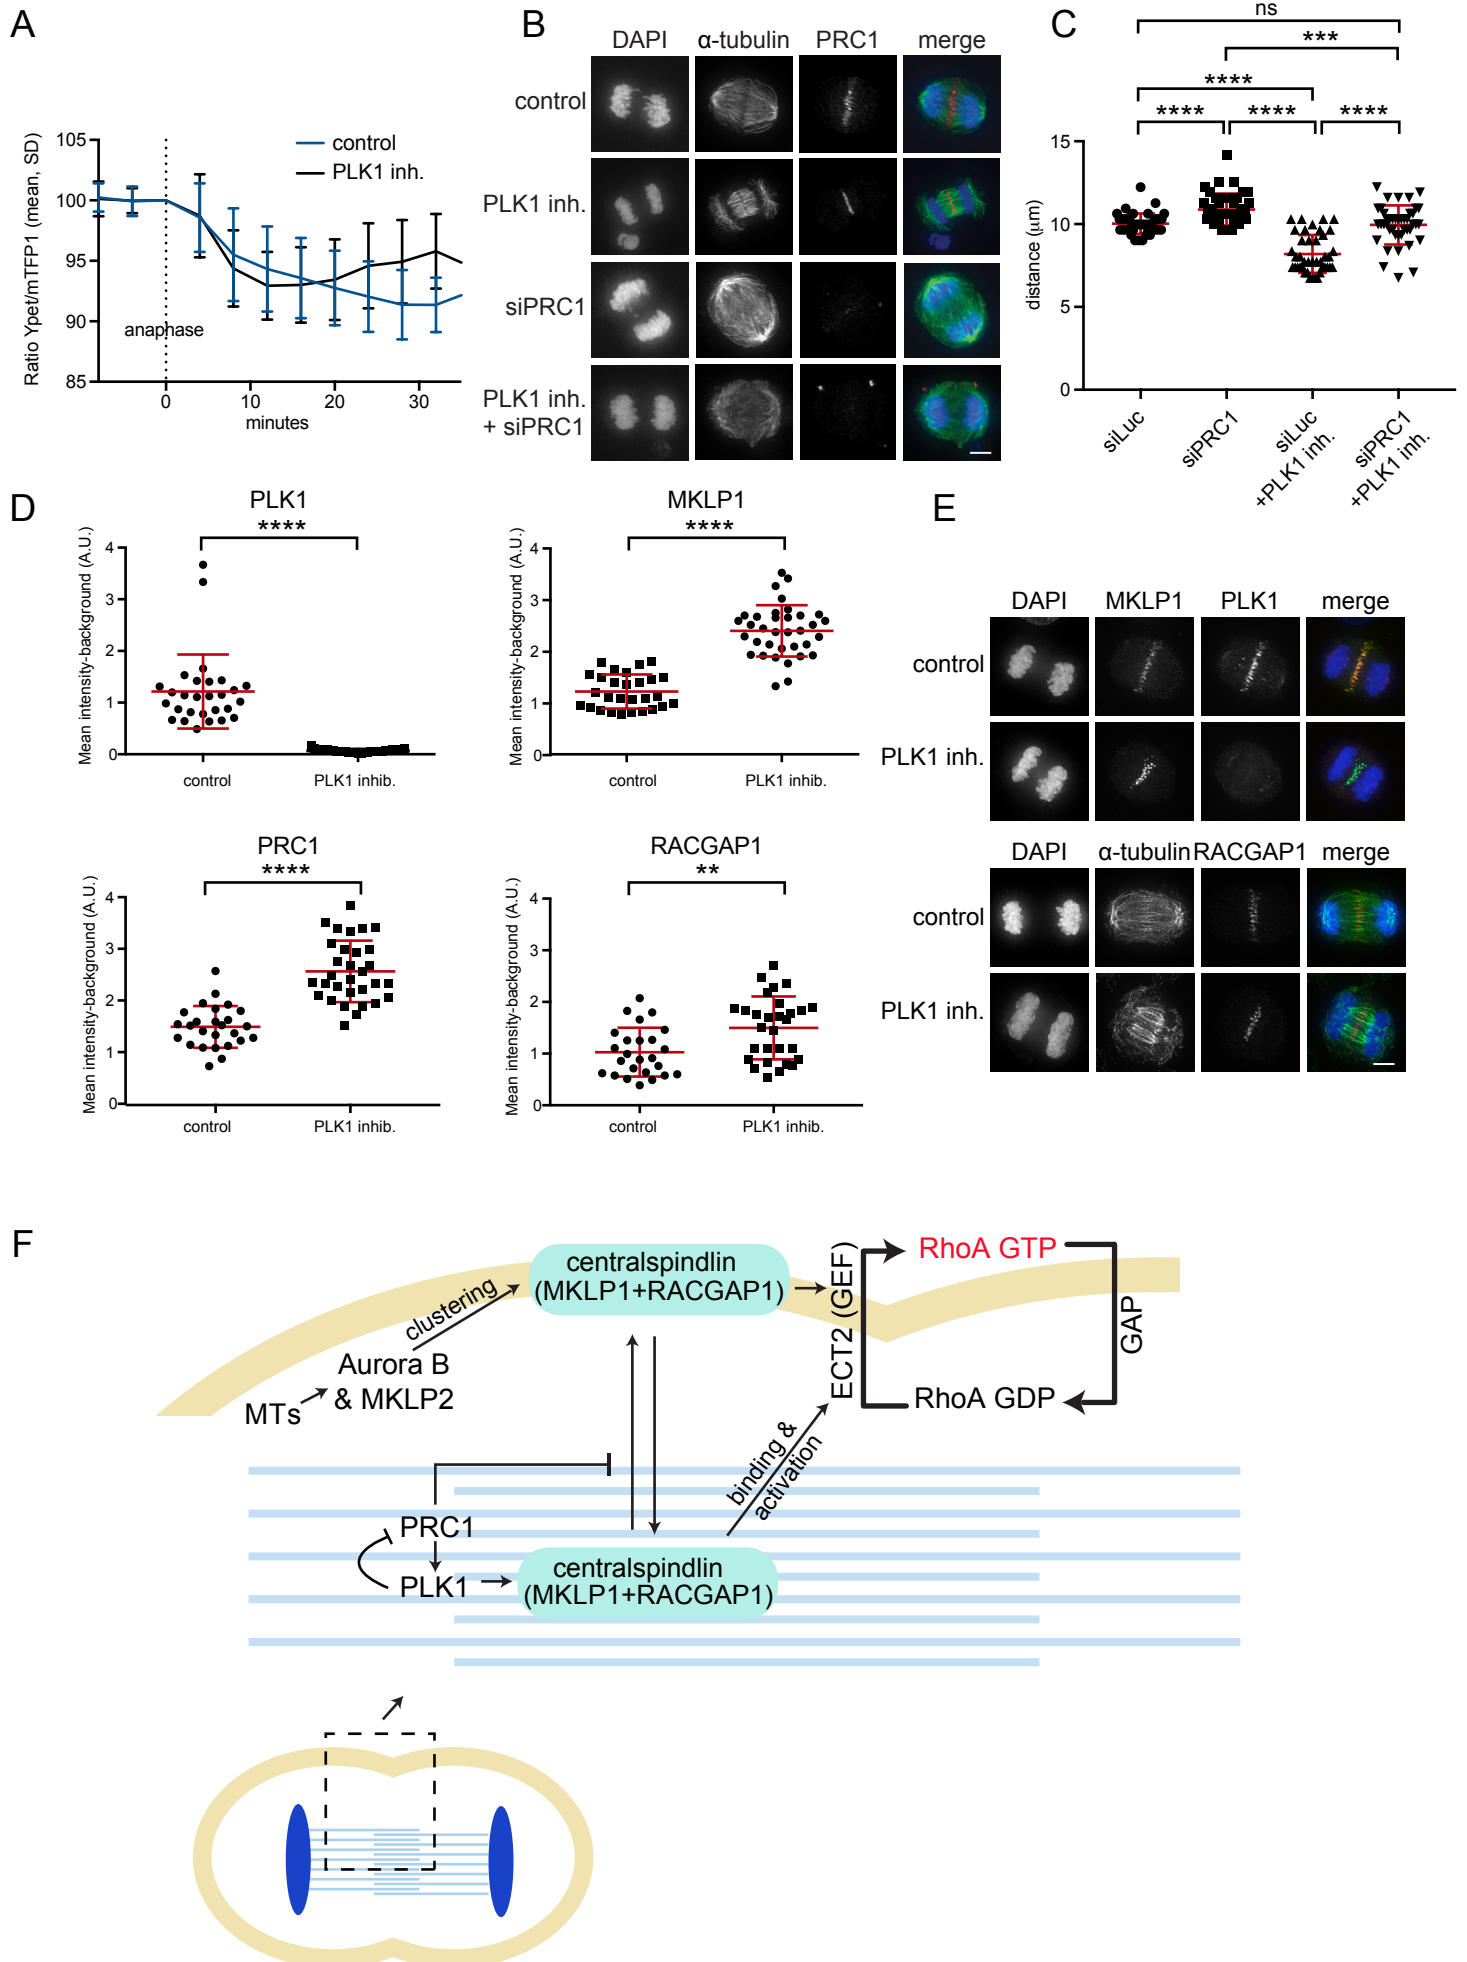 A
Ratio Ypet/mTFP1 (mean, SD)
105
100
95
90
85
control
PLK1 inh.
anaphase
0
10
20
30
minutes
B
DAPI
α-tubulin
PRC1
merge
control
PLK1 inh.
siPRC1
PLK1 inh.
+ siPRC1
C
ns
***
****
****
****
****
distance (μm)
15
10
5
0
siLuc
siPRC1
siLuc
+PLK1 inh.
siPRC1
+PLK1 inh.
D
PLK1
****
Mean intensity-background (A.U.)
4
3
2
1
0
control
PLK1 inhib.
MKLP1
****
Mean intensity-background (A.U.)
4
3
2
1
0
control
PLK1 inhib.
PRC1
****
Mean intensity-background (A.U.)
4
3
2
1
0
control
PLK1 inhib.
RACGAP1
**
Mean intensity-background (A.U.)
4
3
2
1
0
control
PLK1 inhib.
E
DAPI
MKLP1
PLK1
merge
control
PLK1 inh.
DAPI
α-tubulin
RACGAP1
merge
control
PLK1 inh.
F
centralspindlin
(MKLP1+RACGAP1)
clustering
Aurora B
& MKLP2
MTs
ECT2 (GEF)
RhoA GTP
GAP
RhoA GDP
binding &
activation
PRC1
PLK1
centralspindlin
(MKLP1+RACGAP1)